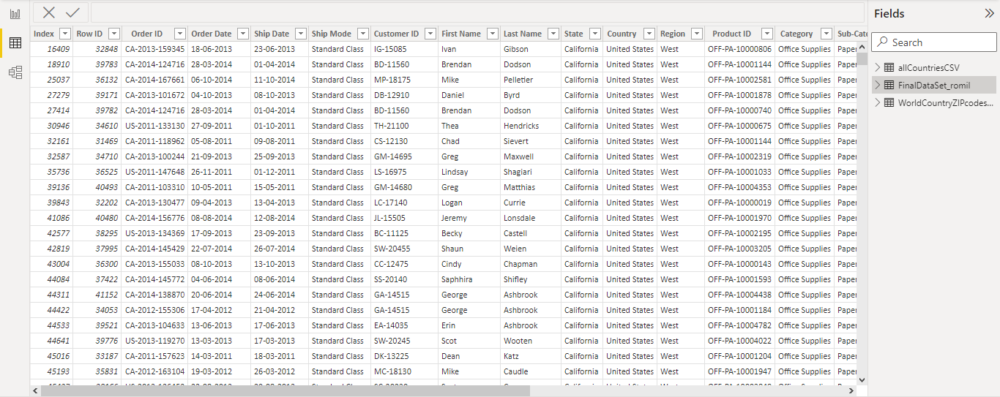 Fields
Index Row ID Order ID Order Date Ship Date Ship Mode Customer ID First Name Last Name State Country Region Product ID Category Sub-Cate
Search
16409 32848 CA-2013-159345 18-06-2013 23-06-2013 Standard Class IG-15085 Ivan Gibson California United States West OFF-PA-10000806 Office Supplies Paper
18910 39783 CA-2014-124716 28-03-2014 01-04-2014 Standard Class BD-11560 Brendan Dodson California United States West OFF-PA-10001144 Office Supplies Paper
allCountriesCSV
25037 36132 CA-2014-167661 06-10-2014 11-10-2014 Standard Class MP-18175 Mike Pelletier California United States West OFF-PA-10002581 Office Supplies Paper
FinalDataSet_romil
27279 39171 CA-2013-101672 04-10-2013 08-10-2013 Standard Class DB-12910 Daniel Byrd California United States West OFF-PA-10001878 Office Supplies Paper
WorldCountryZIPcodes...
27414 39782 CA-2014-124716 28-03-2014 01-04-2014 Standard Class BD-11560 Brendan Dodson California United States West OFF-PA-10000740 Office Supplies Paper
30946 34610 US-2011-133130 27-09-2011 01-10-2011 Standard Class TH-21100 Thea Hendricks California United States West OFF-PA-10000675 Office Supplies Paper
32161 31469 CA-2011-118962 05-08-2011 09-08-2011 Standard Class CS-12130 Chad Sievert California United States West OFF-PA-10001144 Office Supplies Paper
32587 34710 CA-2013-100244 21-09-2013 25-09-2013 Standard Class GM-14695 Greg Maxwell California United States West OFF-PA-10002319 Office Supplies Paper
35736 36525 US-2011-147648 26-11-2011 01-12-2011 Standard Class LS-16975 Lindsay Shagiari California United States West OFF-PA-10001033 Office Supplies Paper
39136 40493 CA-2011-103310 10-05-2011 15-05-2011 Standard Class GM-14680 Greg Matthias California United States West OFF-PA-10004353 Office Supplies Paper
39843 32202 CA-2013-130477 09-04-2013 13-04-2013 Standard Class LC-17140 Logan Currie California United States West OFF-PA-10000019 Office Supplies Paper
41086 40480 CA-2014-156776 08-08-2014 12-08-2014 Standard Class JL-15505 Jeremy Lonsdale California United States West OFF-PA-10001970 Office Supplies Paper
42577 38295 US-2013-134369 17-09-2013 23-09-2013 Standard Class BC-11125 Becky Castell California United States West OFF-PA-10002195 Office Supplies Paper
42819 37995 CA-2014-145429 22-07-2014 26-07-2014 Standard Class SW-20455 Shaun Weien California United States West OFF-PA-10003205 Office Supplies Paper
43004 36300 CA-2013-155033 08-10-2013 13-10-2013 Standard Class CC-12475 Cindy Chapman California United States West OFF-PA-10000143 Office Supplies Paper
44084 37422 CA-2014-145772 04-06-2014 08-06-2014 Standard Class SS-20140 Saphhira Shifley California United States West OFF-PA-10001593 Office Supplies Paper
44311 41152 CA-2014-138870 20-06-2014 24-06-2014 Standard Class GA-14515 George Ashbrook California United States West OFF-PA-10004438 Office Supplies Paper
44422 34053 CA-2012-155306 17-04-2012 21-04-2012 Standard Class GA-14515 George Ashbrook California United States West OFF-PA-10001184 Office Supplies Paper
44533 39521 CA-2013-104633 13-06-2013 17-06-2013 Standard Class EA-14035 Erin Ashbrook California United States West OFF-PA-10004782 Office Supplies Paper
44641 39776 US-2013-119270 13-03-2013 17-03-2013 Standard Class SW-20245 Scot Wooten California United States West OFF-PA-10004022 Office Supplies Paper
45016 33187 CA-2011-157623 14-03-2011 18-03-2011 Standard Class DK-13225 Dean Katz California United States West OFF-PA-10001204 Office Supplies Paper
45193 35831 CA-2012-163104 19-03-2012 26-03-2012 Standard Class MC-18130 Mike Caudle California United States West OFF-PA-10001947 Office Supplies Paper